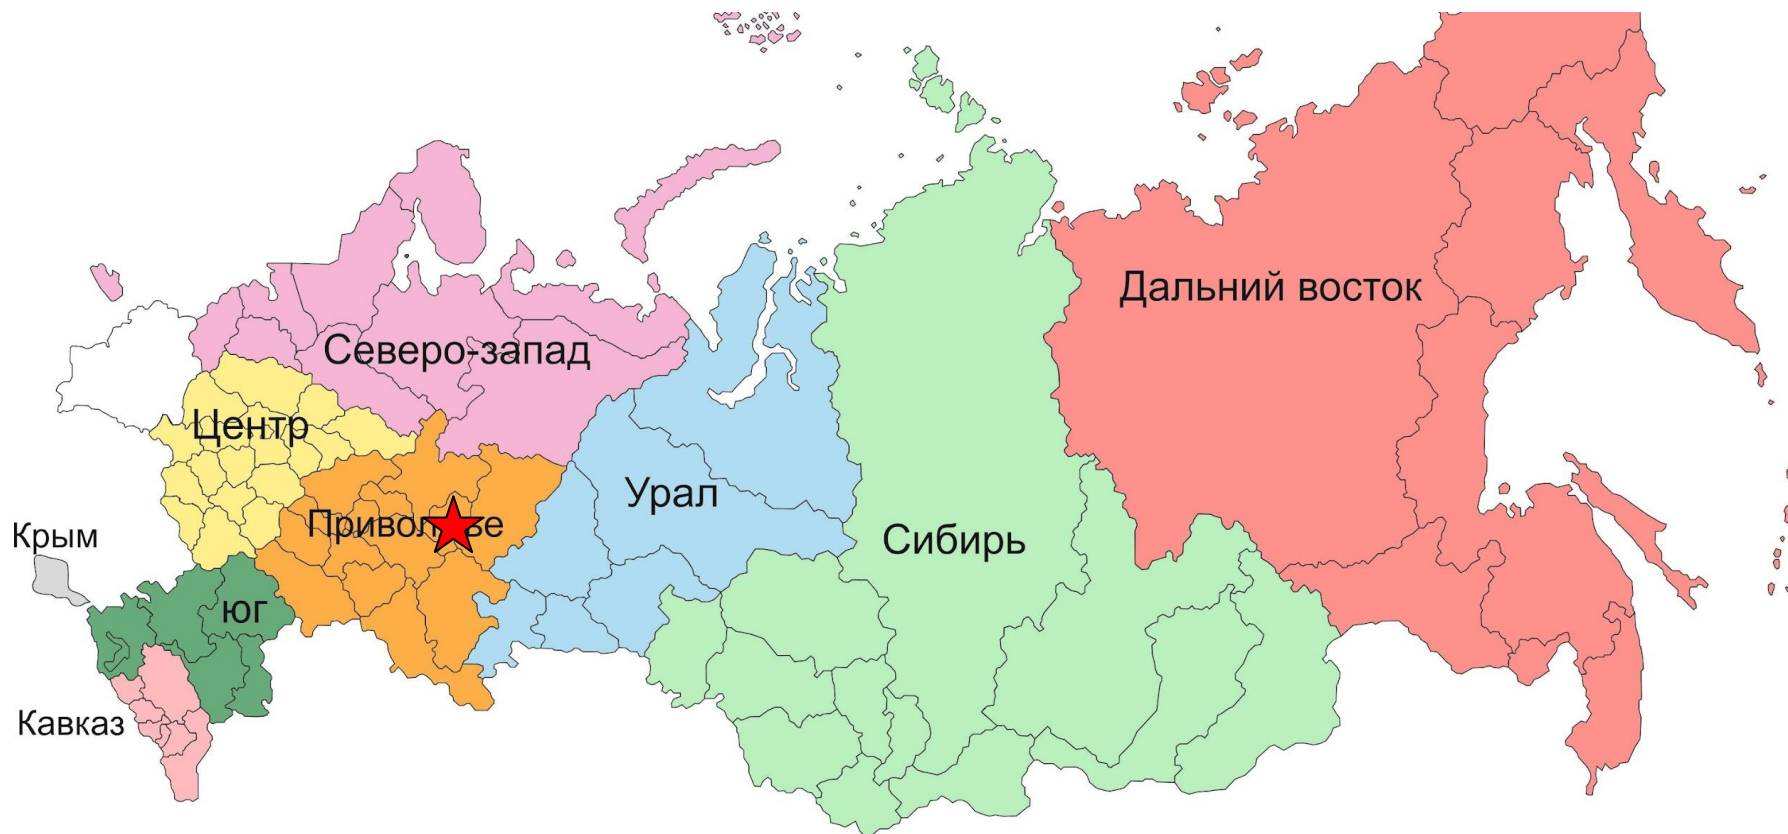 Дальний восток
Северо-запад
Центр
Урал
Крым
Сибирь
юг
Кавказ